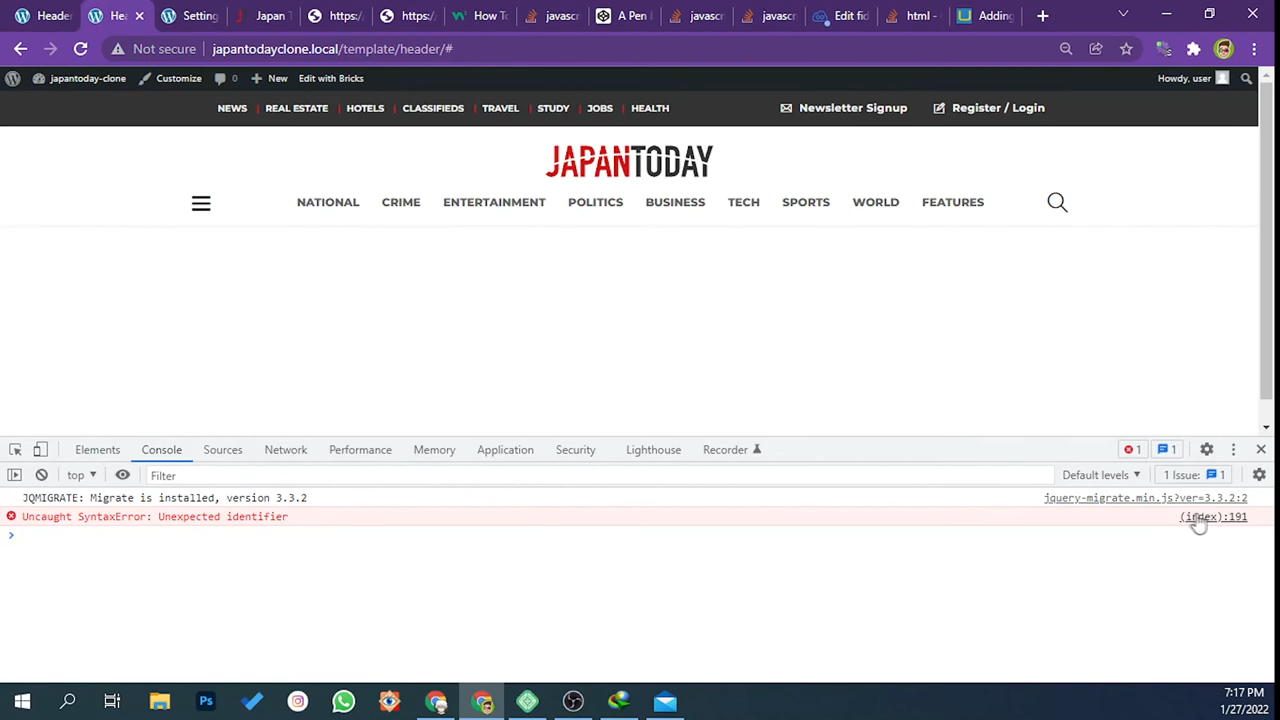 Header
He
Setting
Japan T
https:/
https:/
How To
javascr
A Pen
javascr
javascr
Edit fid
html -
Adding
Not secure
japantodayclone.local/template/header/#
japantoday-clone
Customize
0
New
Edit with Bricks
Howdy, user
NEWS
REAL ESTATE
HOTELS
CLASSIFIEDS
TRAVEL
STUDY
JOBS
HEALTH
Newsletter Signup
Register / Login
JAPANTODAY
NATIONAL
CRIME
ENTERTAINMENT
POLITICS
BUSINESS
TECH
SPORTS
WORLD
FEATURES
Elements
Console
Sources
Network
Performance
Memory
Application
Security
Lighthouse
Recorder
1
1
top
Filter
Default levels
1 Issue:
1
JQMIGRATE: Migrate is installed, version 3.3.2
jquery-migrate.min.js?ver=3.3.2:2
Uncaught SyntaxError: Unexpected identifier
(index):191
Ps
7:17 PM
1/27/2022